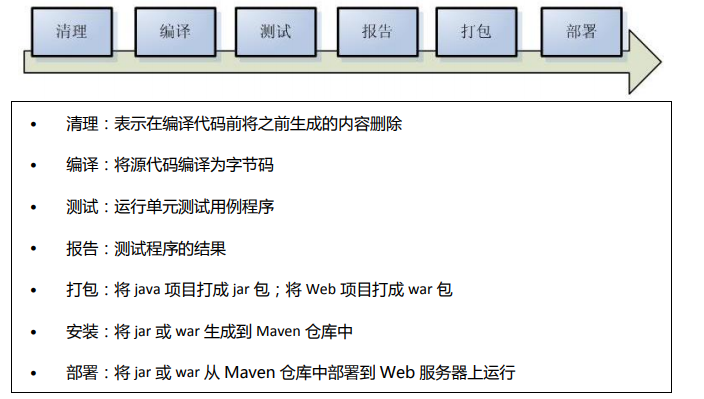 清理 编译 测试 报告 打包 部署
• 清理：表示在编译代码前将之前生成的内容删除
• 编译：将源代码编译为字节码
• 测试：运行单元测试用例程序
• 报告：测试程序的结果
• 打包：将 java 项目打成 jar 包；将 Web 项目打成 war 包
• 安装：将 jar 或 war 生成到 Maven 仓库中
• 部署：将 jar 或 war 从 Maven 仓库中部署到 Web 服务器上运行